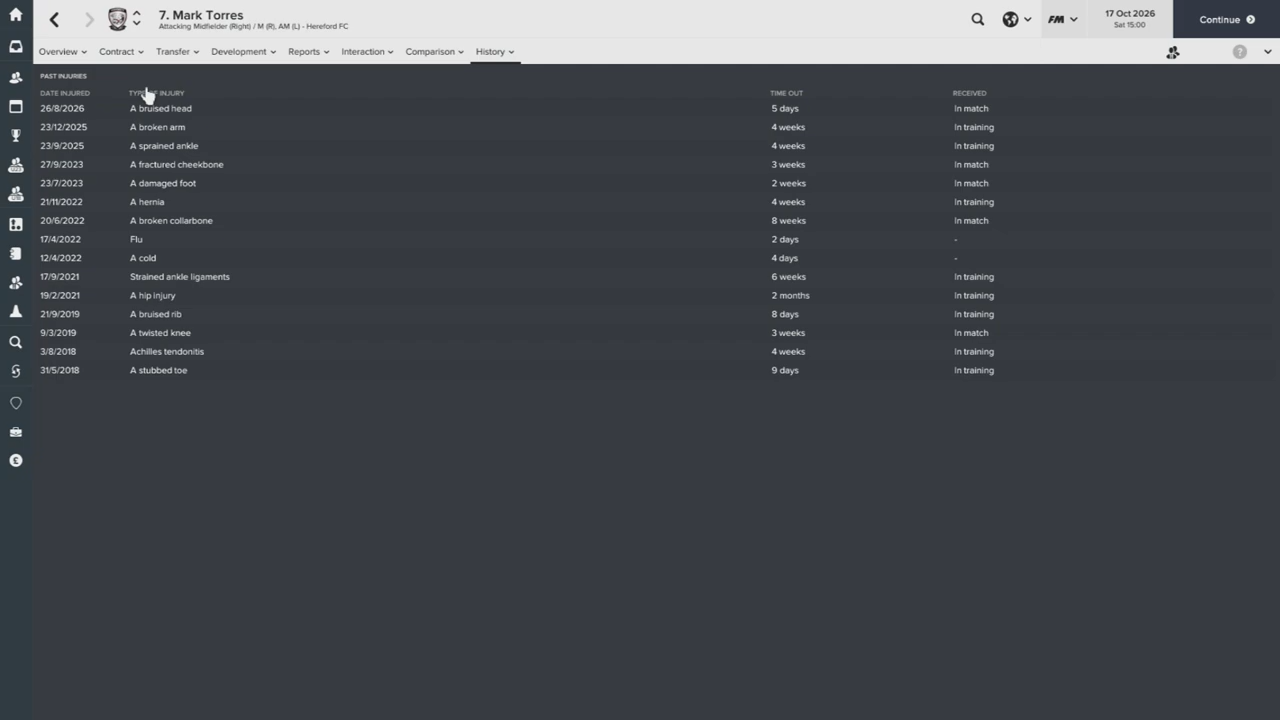 7. Mark Torres
Attacking Midfielder (Right) / M (R), AM (L) - Hereford FC
FM
17 Oct 2026
Sat 15:00
Continue
Overview Contract Transfer Development Reports Interaction Comparison History
?
PAST INJURIES
DATE INJURED TYPE OF INJURY TIME OUT RECEIVED
26/8/2026 A bruised head 5 days In match
23/12/2025 A broken arm 4 weeks In training
23/9/2025 A sprained ankle 4 weeks In training
27/9/2023 A fractured cheekbone 3 weeks In match
23/7/2023 A damaged foot 2 weeks In match
21/11/2022 A hernia 4 weeks In training
20/6/2022 A broken collarbone 8 weeks In match
17/4/2022 Flu 2 days -
12/4/2022 A cold 4 days -
17/9/2021 Strained ankle ligaments 6 weeks In training
19/2/2021 A hip injury 2 months In training
21/9/2019 A bruised rib 8 days In training
9/3/2019 A twisted knee 3 weeks In match
3/8/2018 Achilles tendonitis 4 weeks In training
31/5/2018 A stubbed toe 9 days In training